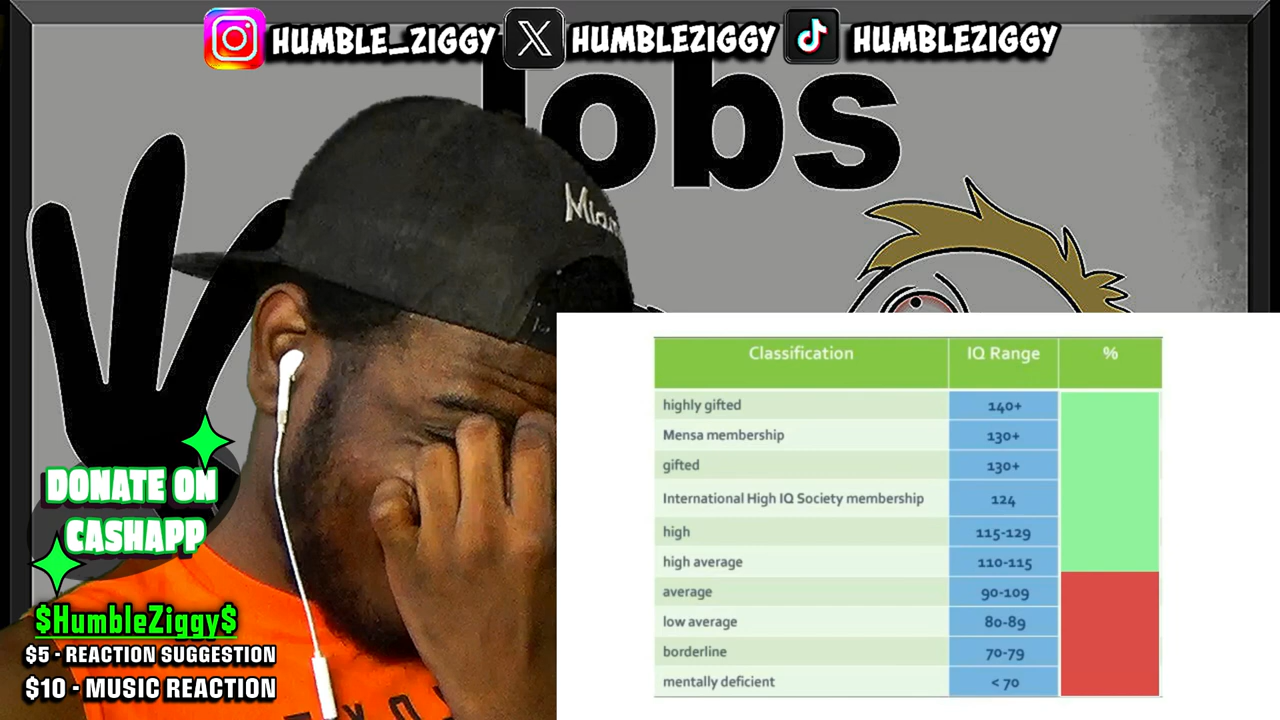 HUMBLE_ZIGGY HUMBLEZIGGY HUMBLEZIGGY
Jobs
DONATE ON
CASHAPP
$HumbleZiggy$
$5 - REACTION SUGGESTION
$10 - MUSIC REACTION
Classification IQ Range %
highly gifted 140+
Mensa membership 130+
gifted 130+
International High IQ Society membership 124
high 115-129
high average 110-115
average 90-109
low average 80-89
borderline 70-79
mentally deficient < 70